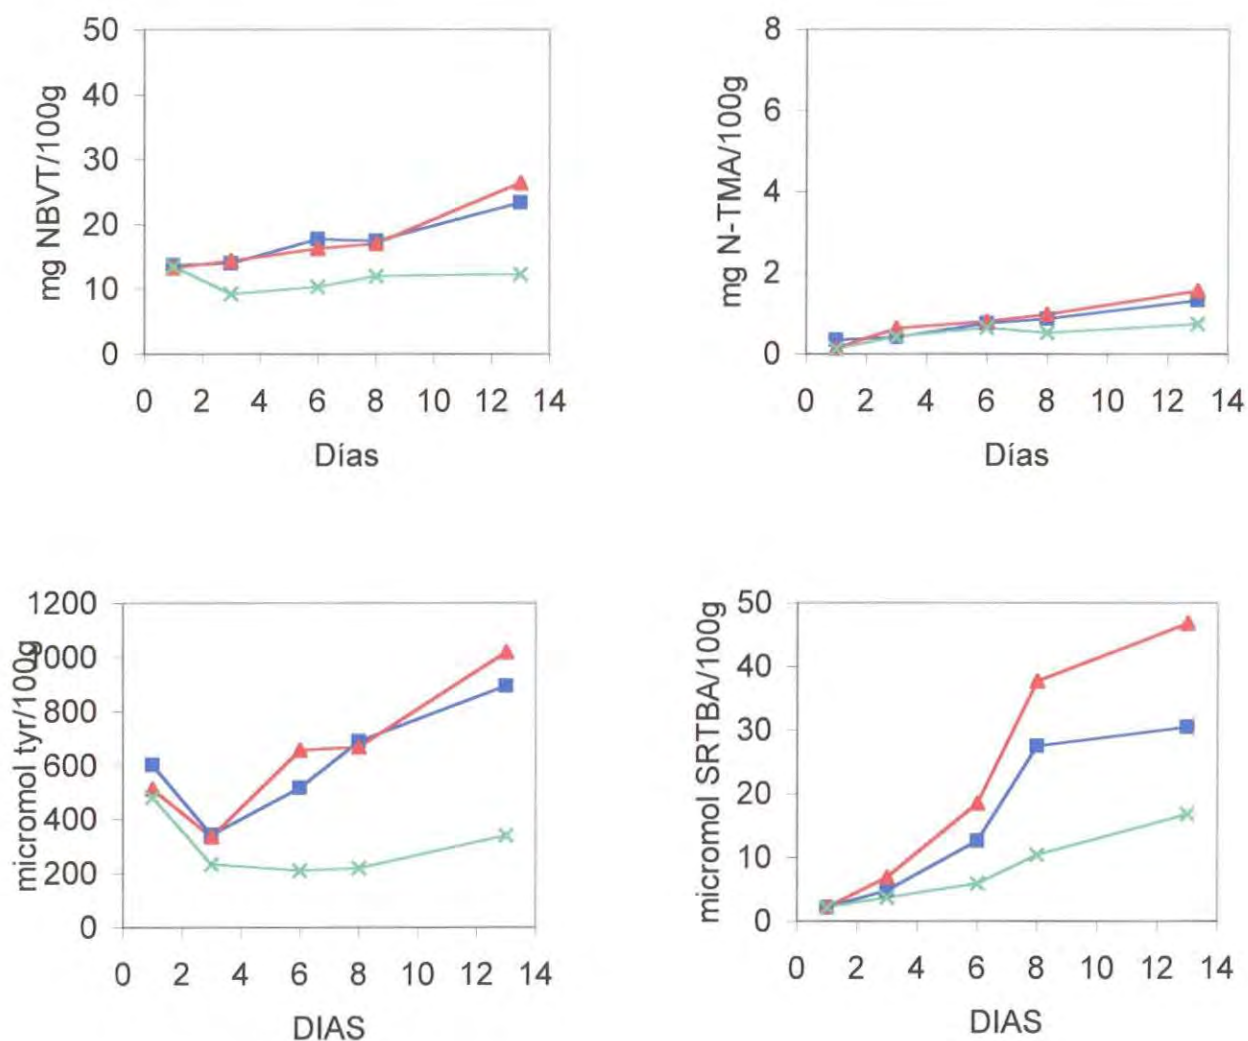 mg NBVT/100g
50
40
30
20
10
0
0 2 4 6 8 10 12 14
Días
mg N-TMA/100g
8
6
4
2
0
0 2 4 6 8 10 12 14
Días
micromol tyr/100g
1200
1000
800
600
400
200
0
0 2 4 6 8 10 12 14
DIAS
micromol SRTBA/100g
50
40
30
20
10
0
0 2 4 6 8 10 12 14
DIAS